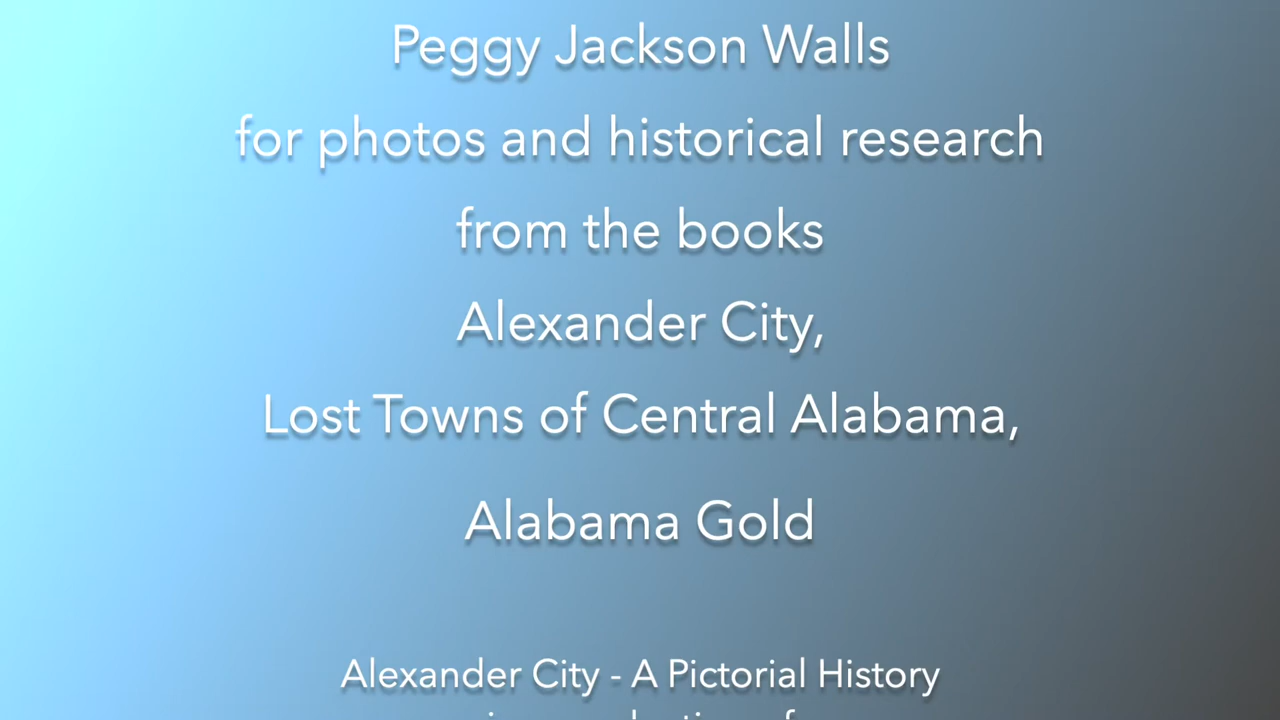 Peggy Jackson Walls
for photos and historical research
from the books
Alexander City,
Lost Towns of Central Alabama,
Alabama Gold
Alexander City - A Pictorial History